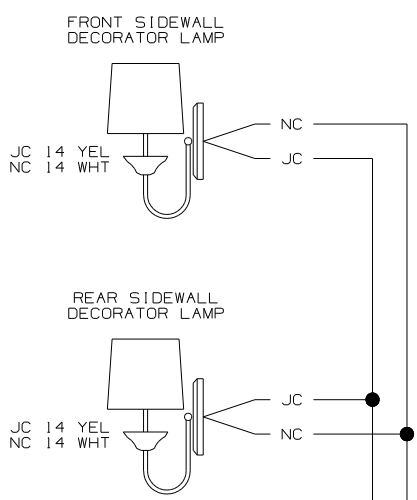 FRONT SIDEWALL
DECORATOR LAMP
NC
JC
JC 14 YEL
NC 14 WHT
REAR SIDEWALL
DECORATOR LAMP
JC
NC
JC 14 YEL
NC 14 WHT